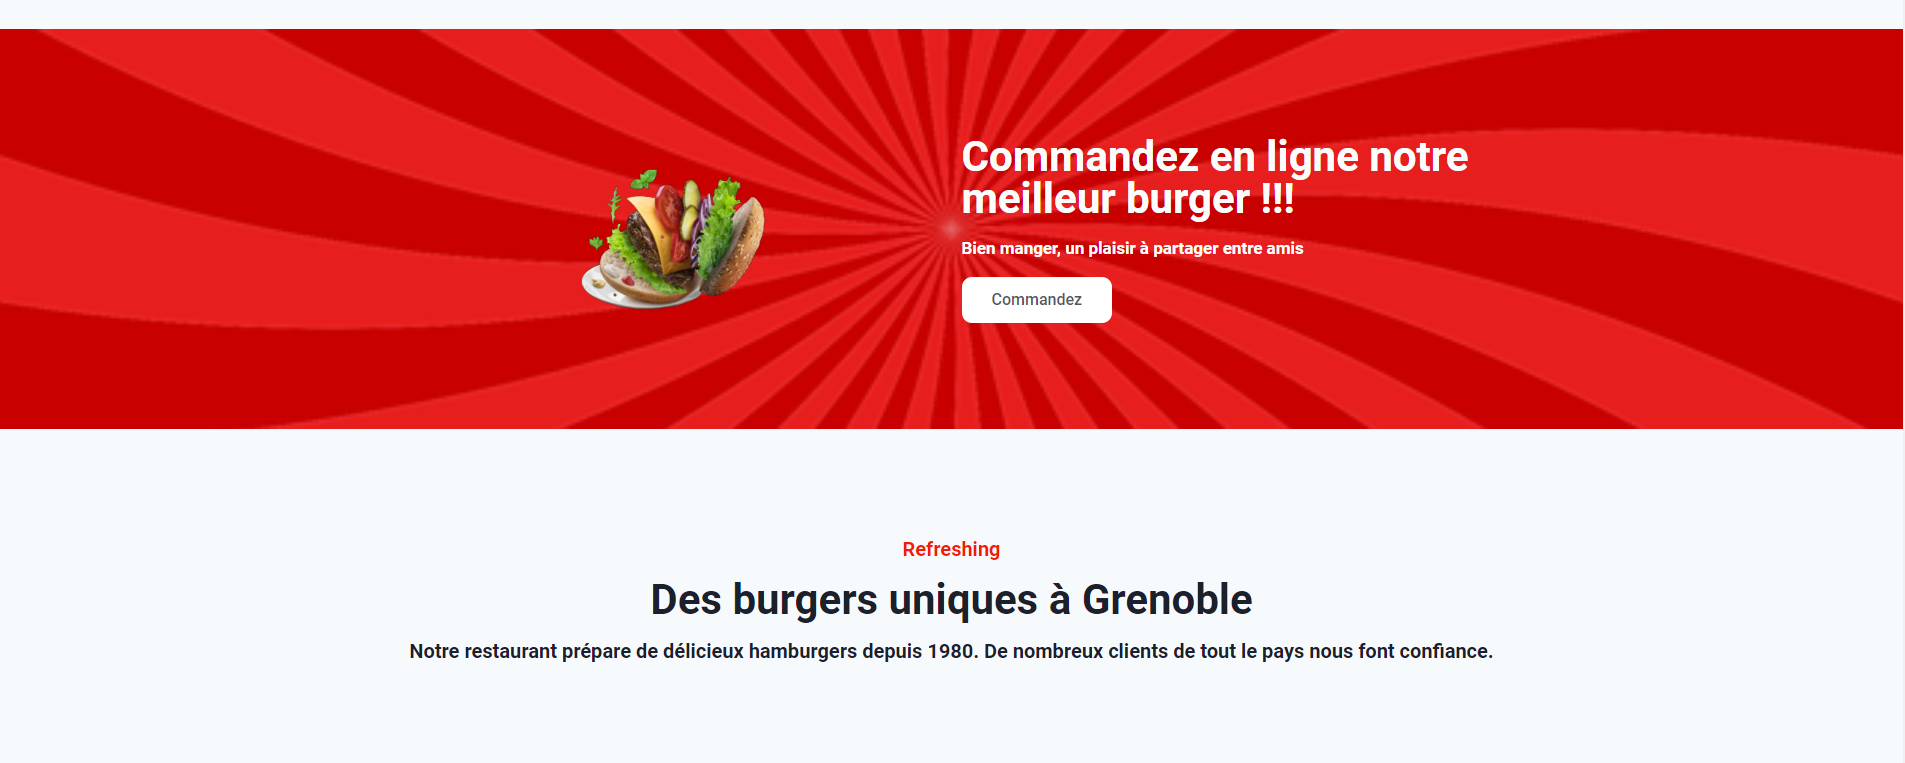 Commandez en ligne notre
meilleur burger !!!
Bien manger, un plaisir à partager entre amis
Commandez
Refreshing
Des burgers uniques à Grenoble
Notre restaurant prépare de délicieux hamburgers depuis 1980. De nombreux clients de tout le pays nous font confiance.